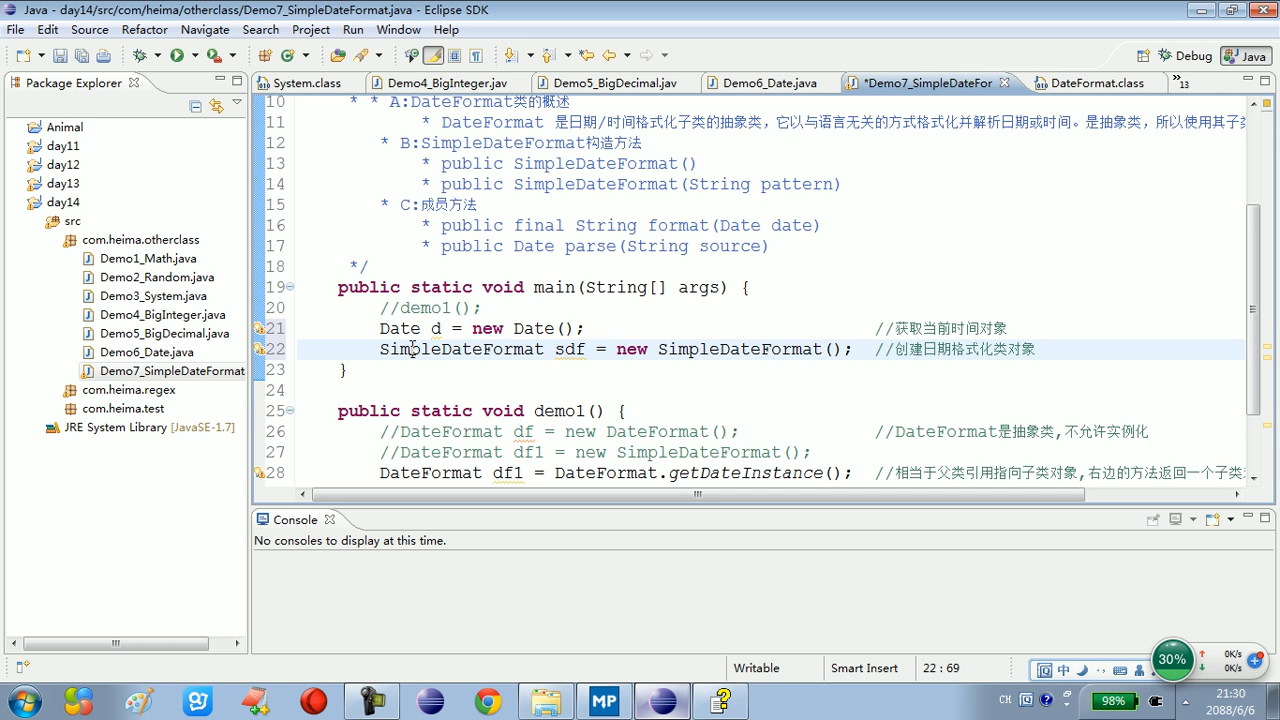 Java - day14/src/com/heima/otherclass/Demo7_SimpleDateFormat.java - Eclipse SDK
File Edit Source Refactor Navigate Search Project Run Window Help
Debug Java
Package Explorer
System.class Demo4_BigInteger.jav Demo5_BigDecimal.jav Demo6_Date.java *Demo7_SimpleDateFor DateFormat.class »13
Animal
day11
day12
day13
day14
src
com.heima.otherclass
Demo1_Math.java
Demo2_Random.java
Demo3_System.java
Demo4_BigInteger.java
Demo5_BigDecimal.java
Demo6_Date.java
Demo7_SimpleDateFormat
com.heima.regex
com.heima.test
JRE System Library [JavaSE-1.7]
10 * * A:DateFormat类的概述
11 * DateFormat 是日期/时间格式化子类的抽象类，它以与语言无关的方式格式化并解析日期或时间。是抽象类，所以使用其子
12 * B:SimpleDateFormat构造方法
13 * public SimpleDateFormat()
14 * public SimpleDateFormat(String pattern)
15 * C:成员方法
16 * public final String format(Date date)
17 * public Date parse(String source)
18 */
19 public static void main(String[] args) {
20 //demo1();
21 Date d = new Date(); //获取当前时间对象
22 SimpleDateFormat sdf = new SimpleDateFormat(); //创建日期格式化类对象
23 }
24
25 public static void demo1() {
26 //DateFormat df = new DateFormat(); //DateFormat是抽象类,不允许实例化
27 //DateFormat df1 = new SimpleDateFormat();
28 DateFormat df1 = DateFormat.getDateInstance(); //相当于父类引用指向子类对象,右边的方法返回一个子类
Console
No consoles to display at this time.
Writable Smart Insert 22 : 69
中
30% 0K/s
0K/s
MP
CH 98% 21:30
2088/6/6